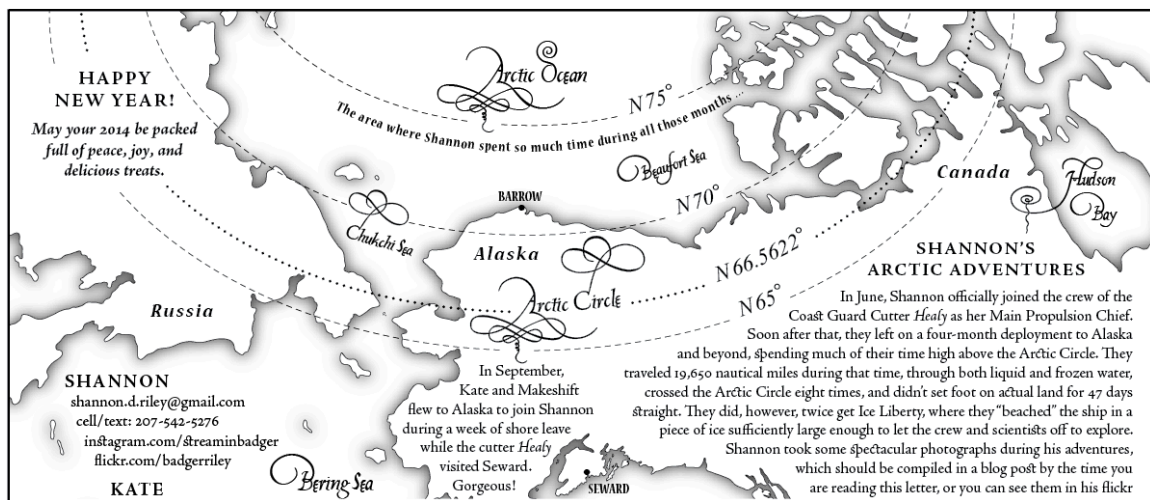 HAPPY
NEW YEAR!
May your 2014 be packed
full of peace, joy, and
delicious treats.
Arctic Ocean
N 75°
The area where Shannon spent so much time during all those months ...
Beaufort Sea
N 70°
BARROW
Chukchi Sea
Alaska
Canada
Hudson
Bay
N 66.5622°
Arctic Circle
N 65°
Russia
SHANNON'S
ARCTIC ADVENTURES
In June, Shannon officially joined the crew of the
Coast Guard Cutter Healy as her Main Propulsion Chief.
Soon after that, they left on a four-month deployment to Alaska
and beyond, spending much of their time high above the Arctic Circle. They
traveled 19,650 nautical miles during that time, through both liquid and frozen water,
crossed the Arctic Circle eight times, and didn't set foot on actual land for 47 days
straight. They did, however, twice get Ice Liberty, where they “beached” the ship in a
piece of ice sufficiently large enough to let the crew and scientists off to explore.
Shannon took some spectacular photographs during his adventures,
which should be compiled in a blog post by the time you
are reading this letter, or you can see them in his flickr
In September,
Kate and Makeshift
flew to Alaska to join Shannon
during a week of shore leave
while the cutter Healy
visited Seward.
Gorgeous!
SEWARD
SHANNON
shannon.d.riley@gmail.com
cell/text: 207-542-5276
instagram.com/streaminbadger
flickr.com/badgerriley
KATE
Bering Sea